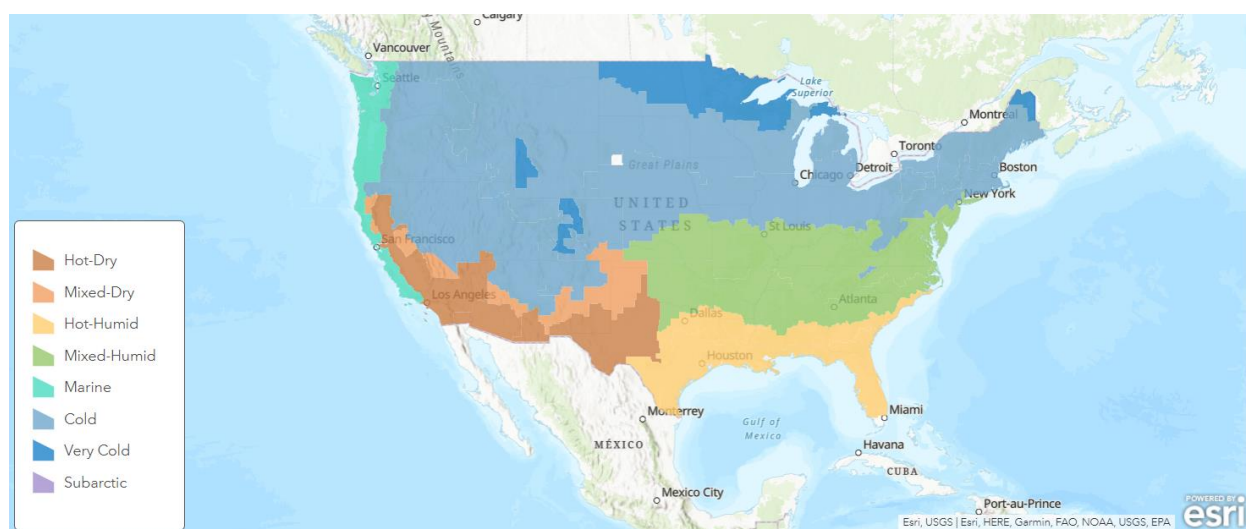 Calgary
Mountains
Vancouver
Seattle
Lake
Superior
Montreal
Toronto
Great Plains
Chicago
Detroit
Boston
New York
UNITED
STATES
St Louis
San Francisco
Los Angeles
Atlanta
Dallas
Houston
Miami
Monterrey
Gulf of
Mexico
MÉXICO
Havana
CUBA
Mexico City
Port-au-Prince
Hot-Dry
Mixed-Dry
Hot-Humid
Mixed-Humid
Marine
Cold
Very Cold
Subarctic
POWERED BY
esri
Esri, USGS | Esri, HERE, Garmin, FAO, NOAA, USGS, EPA